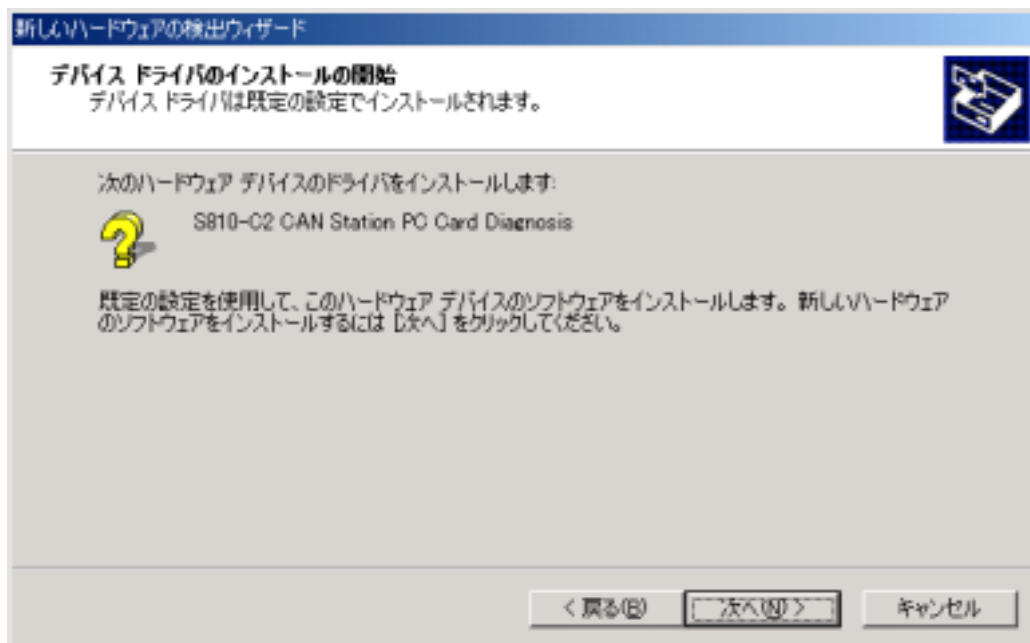 新しいハードウェアの検出ウィザード
デバイス ドライバのインストールの開始
デバイス ドライバは既定の設定でインストールされます。
次のハードウェア デバイスのドライバをインストールします:
S810-C2 CAN Station PC Card Diagnosis
既定の設定を使用して、このハードウェア デバイスのソフトウェアをインストールします。新しいハードウェア
のソフトウェアをインストールするには [次へ] をクリックしてください。
< 戻る(B) 次へ(N) > キャンセル